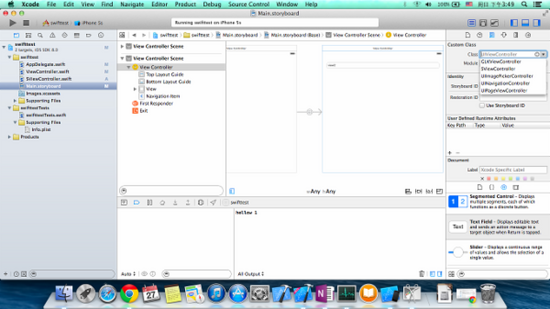 Xcode File Edit View Find Navigate Editor Product Debug Source Control Window Help
100%
3:49
swifttest iPhone 5s
Running swifttest on iPhone 5s
Main.storyboard
swifttest
2 targets, iOS SDK 8.0
swifttest
AppDelegate.swift
ViewController.swift
SViewController.swift
Main.storyboard
Images.xcassets
Supporting Files
swifttestTests
swifttestTests.swift
Supporting Files
Info.plist
Products
swifttest
swifttest
Main.storyboard
Main.storyboard (Base)
View Controller Scene
View Controller
View Controller Scene
View Controller Scene
View Controller
Top Layout Guide
Bottom Layout Guide
View
Navigation Item
First Responder
Exit
wAny hAny
Custom Class
Class UIViewController
Module
GLKViewController
SViewController
UIImagePickerController
UINavigationController
UIPageViewController
Identity
Storyboard ID
Restoration ID
Use Storyboard ID
User Defined Runtime Attributes
Key Path Type Value
Document
Label Xcode Specific Label
Segmented Control - Displays
multiple segments, each of which
functions as a discrete button.
Text
Text Field - Displays editable text
and sends an action message to a
target object when Return is tapped.
Slider - Displays a continuous range
of values and allows the selection of a
single value.
swifttest
hellow 1
Auto
All Output
27